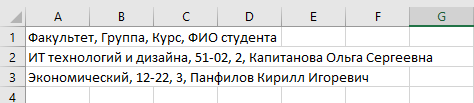 A B C D E F G
1 Факультет, Группа, Курс, ФИО студента
2 ИТ технологий и дизайна, 51-02, 2, Капитанова Ольга Сергеевна
3 Экономический, 12-22, 3, Панфилов Кирилл Игоревич
4